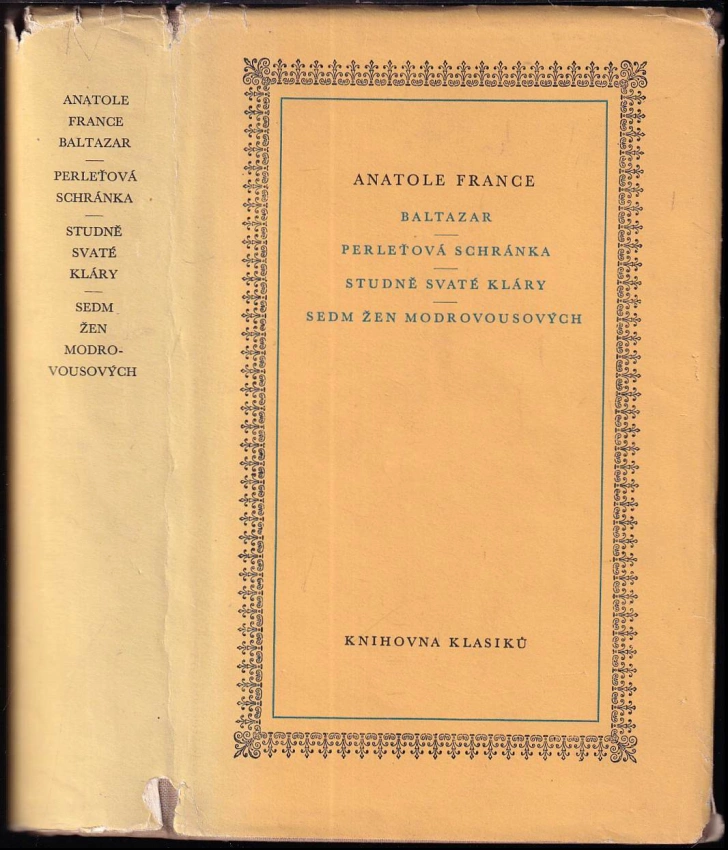 ANATOLE
FRANCE
BALTAZAR
PERLEŤOVÁ
SCHRÁNKA
STUDNĚ
SVATÉ
KLÁRY
SEDM
ŽEN
MODRO-
VOUSOVÝCH
ANATOLE FRANCE
BALTAZAR
PERLEŤOVÁ SCHRÁNKA
STUDNĚ SVATÉ KLÁRY
SEDM ŽEN MODROVOUSOVÝCH
KNIHOVNA KLASIKŮ